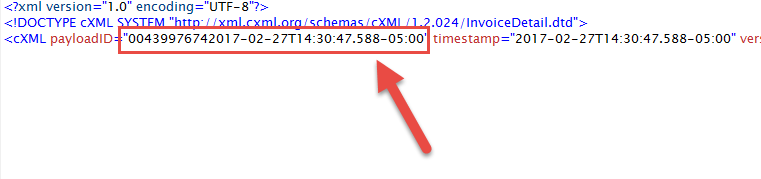 <?xml version="1.0" encoding="UTF-8"?>
<!DOCTYPE cXML SYSTEM "http://xml.cxml.org/schemas/cXML/1.2.024/InvoiceDetail.dtd">
<cXML payloadID="00439976742017-02-27T14:30:47.588-05:00" timestamp="2017-02-27T14:30:47.588-05:00" vers